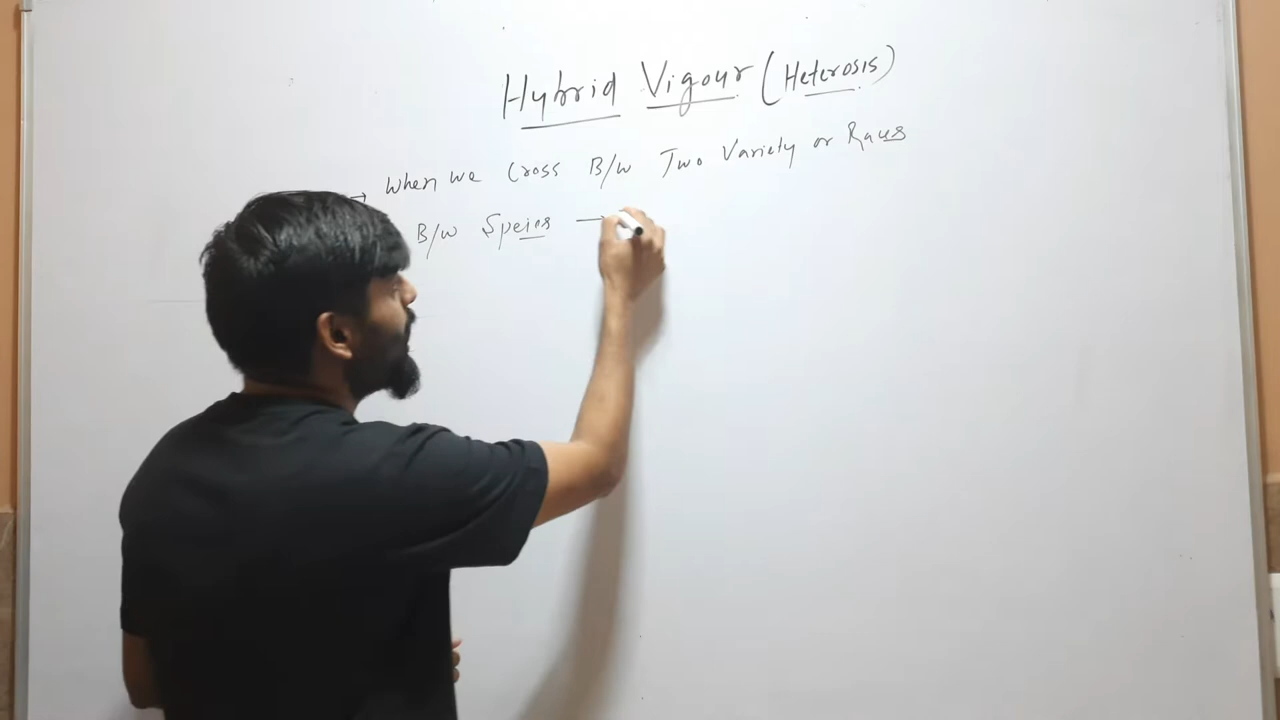 Hybrid Vigour (Heterosis)
→ When we Cross B/w Two Variety or Races
B/w Speies →